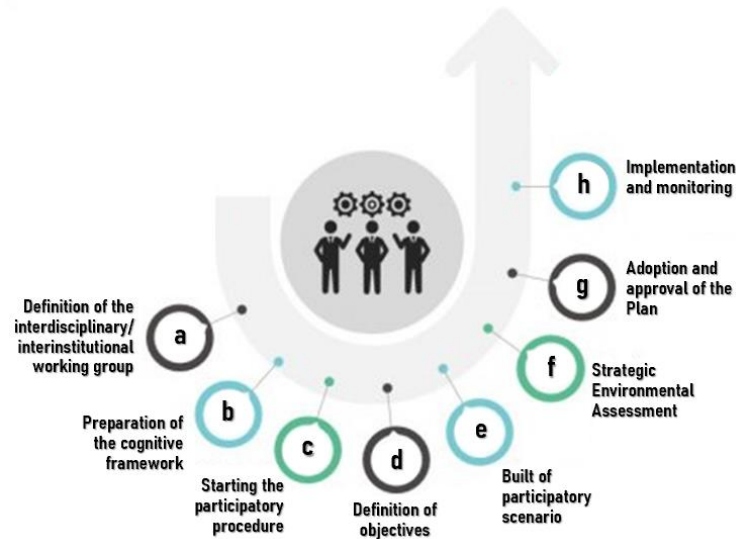 a
Definition of the
interdisciplinary/
interinstitutional
working group
b
Preparation of
the cognitive
framework
c
Starting the
participatory
procedure
d
Definition of
objectives
e
Built of
participatory
scenario
f
Strategic
Environmental
Assessment
g
Adoption and
approval of the
Plan
h
Implementation
and monitoring